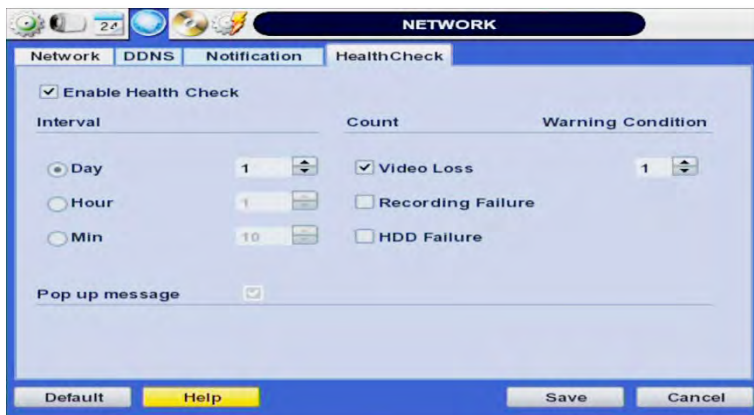 24
NETWORK
Network DDNS Notification HealthCheck
Enable Health Check
Interval Count Warning Condition
Day 1 Video Loss 1
Hour 1 Recording Failure
Min 10 HDD Failure
Pop up message
Default Help Save Cancel